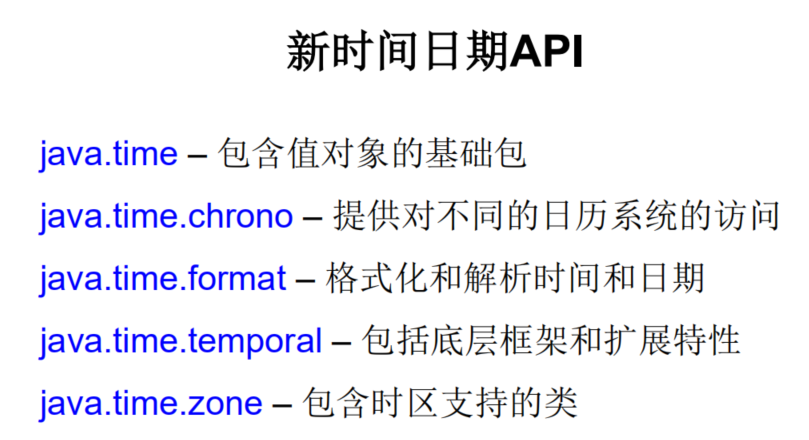 新时间日期API
java.time – 包含值对象的基础包
java.time.chrono – 提供对不同的日历系统的访问
java.time.format – 格式化和解析时间和日期
java.time.temporal – 包括底层框架和扩展特性
java.time.zone – 包含时区支持的类